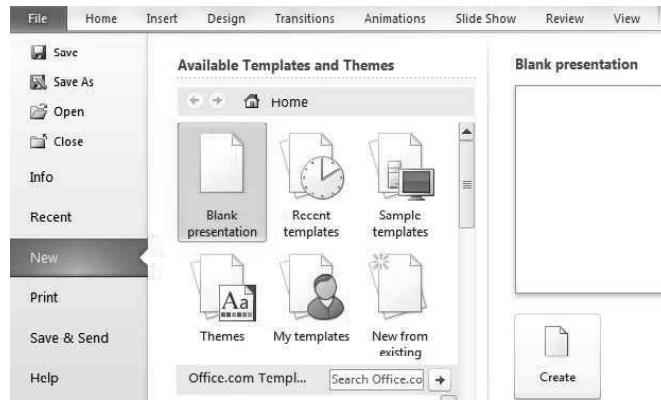 File Home Insert Design Transitions Animations Slide Show Review View
Save
Save As
Open
Close
Info
Recent
New
Print
Save & Send
Help
Available Templates and Themes
Home
Blank presentation
Recent templates
Sample templates
Themes
My templates
New from existing
Office.com Templ... Search Office.co
Blank presentation
Create